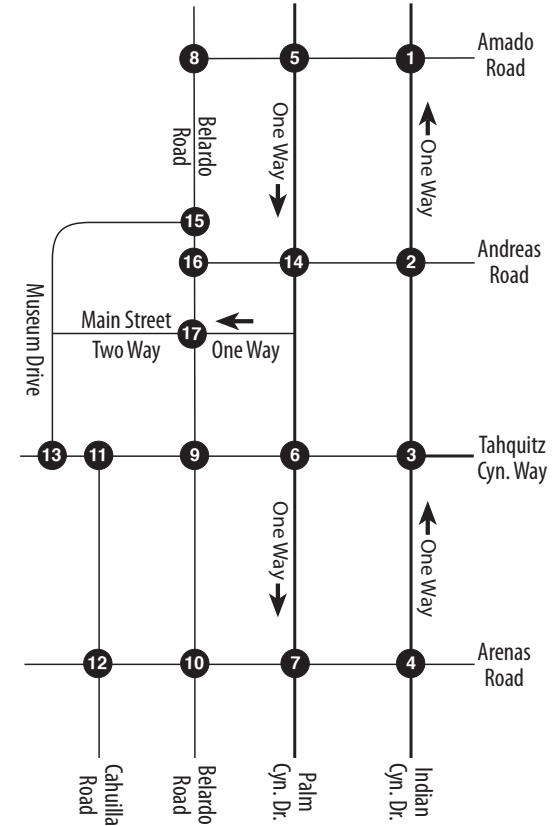 8
5
1
Amado
Road
Belardo
Road
One Way
One Way
15
16
14
2
Andreas
Road
Museum Drive
Main Street
Two Way
17
One Way
13
11
9
6
3
Tahquitz
Cyn. Way
One Way
One Way
12
10
7
4
Arenas
Road
Cahuilla
Road
Belardo
Road
Palm
Cyn. Dr.
Indian
Cyn. Dr.